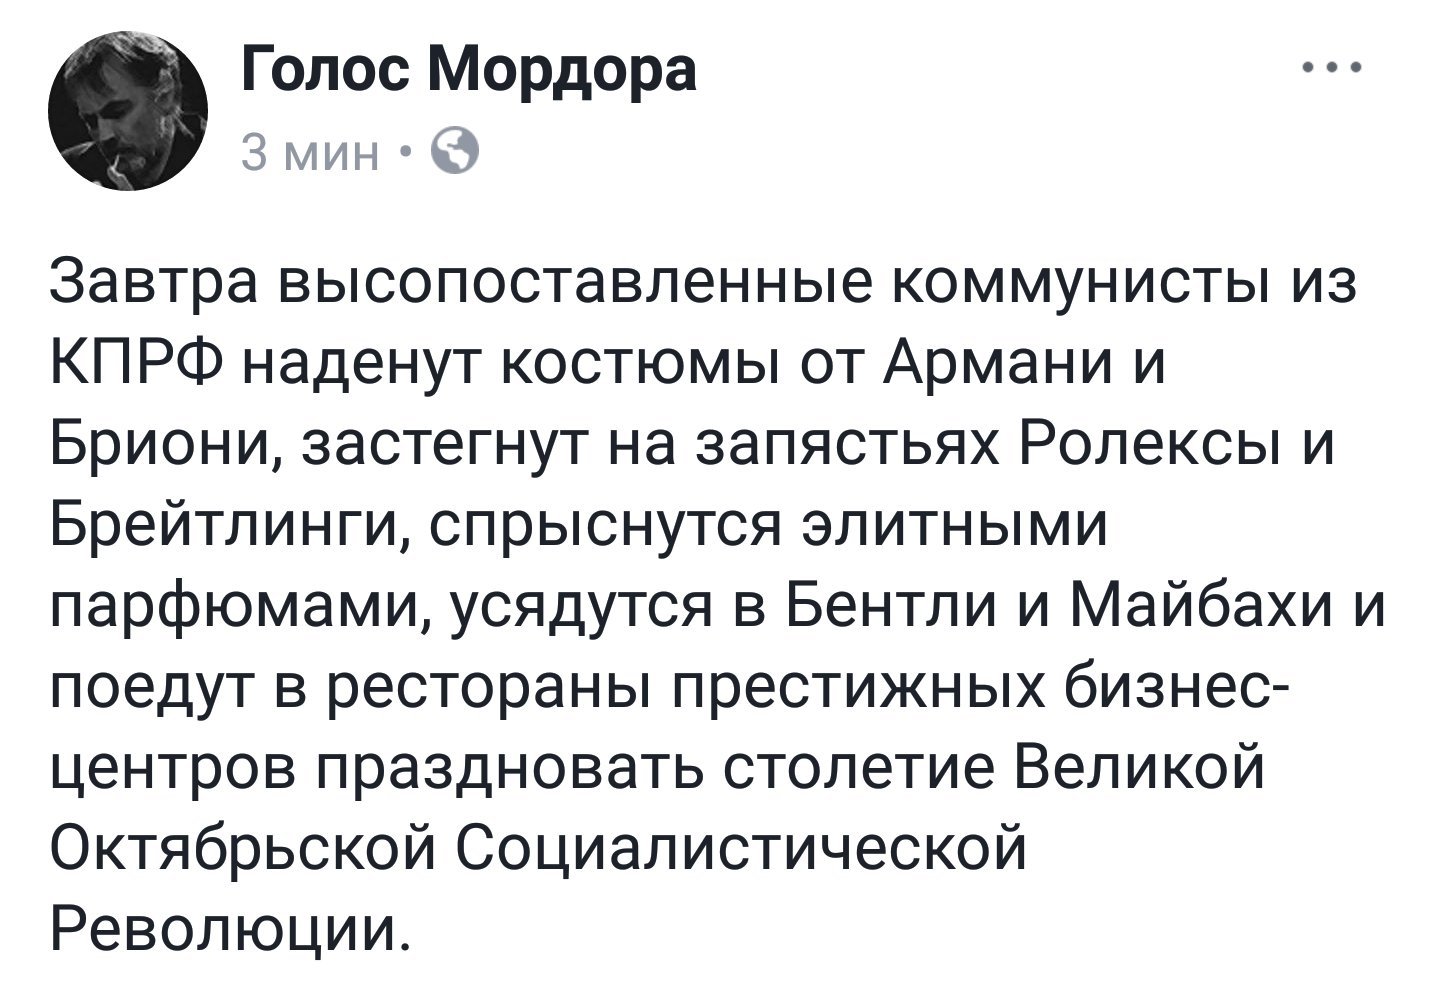 Голос Мордора
3 мин •
Завтра высопоставленные коммунисты из
КПРФ наденут костюмы от Армани и
Бриони, застегнут на запястьях Ролексы и
Брейтлинги, спрыснутся элитными
парфюмами, усядутся в Бентли и Майбахи и
поедут в рестораны престижных бизнес-
центров праздновать столетие Великой
Октябрьской Социалистической
Революции.